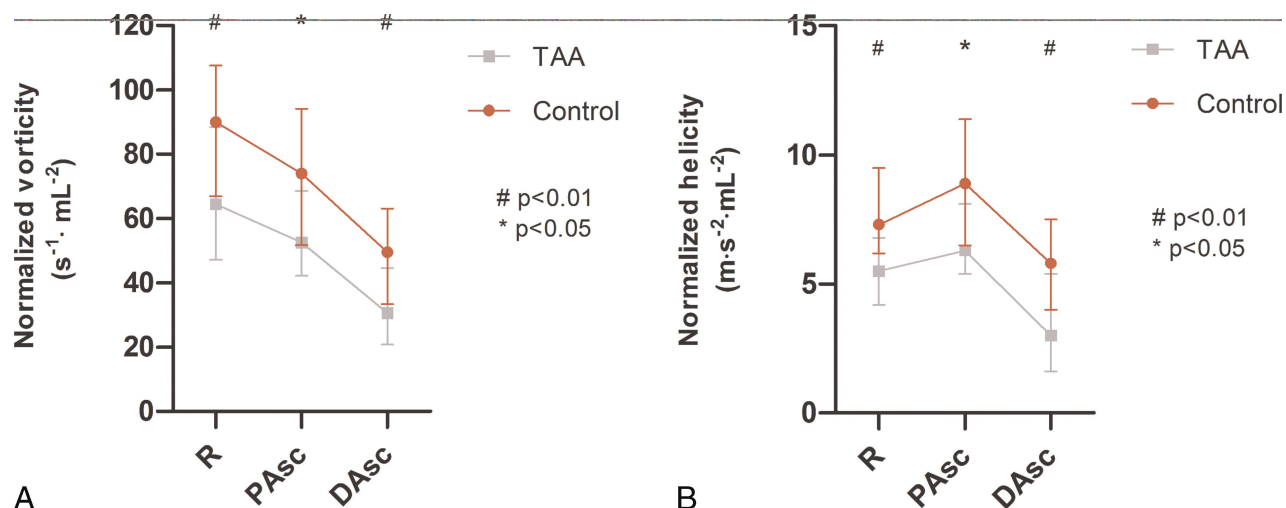 120
100
80
60
40
20
0
Normalized vorticity
(s⁻¹· mL⁻²)
# * #
R PAsc DAsc
TAA
Control
# p<0.01
* p<0.05
A
15
10
5
0
Normalized helicity
(m·s⁻²·mL⁻²)
# * #
R PAsc DAsc
TAA
Control
# p<0.01
* p<0.05
B